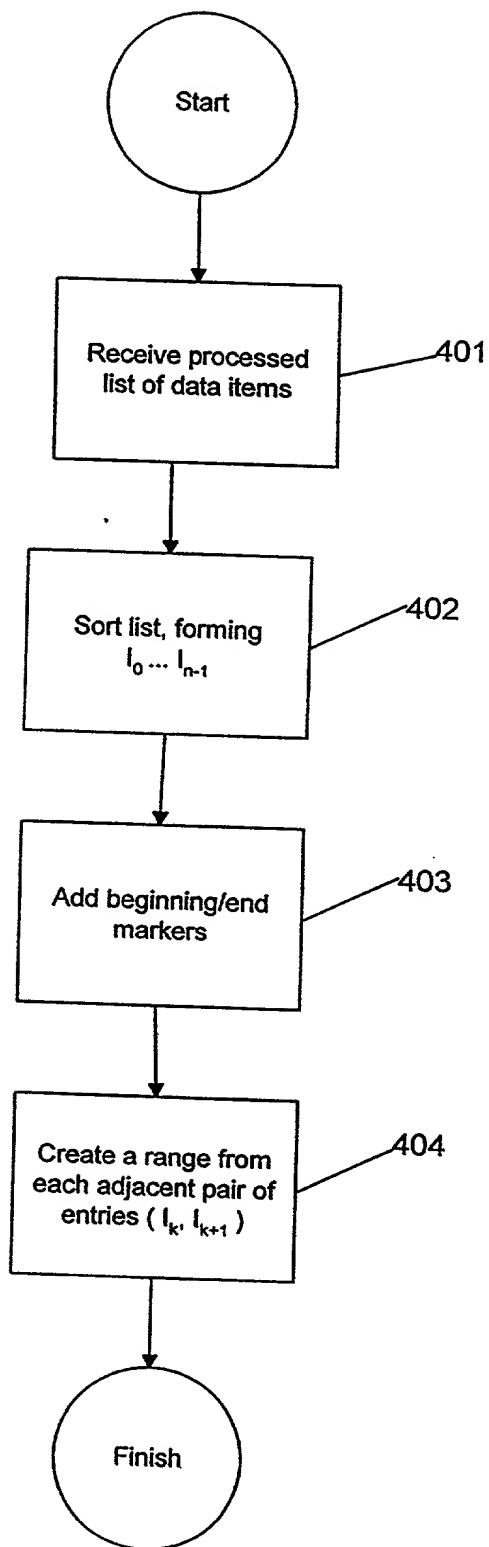 Start
Receive processed
list of data items
401
Sort list, forming
I₀ ... Iₙ₋₁
402
Add beginning/end
markers
403
Create a range from
each adjacent pair of
entries ( Iₖ, Iₖ₊₁ )
404
Finish